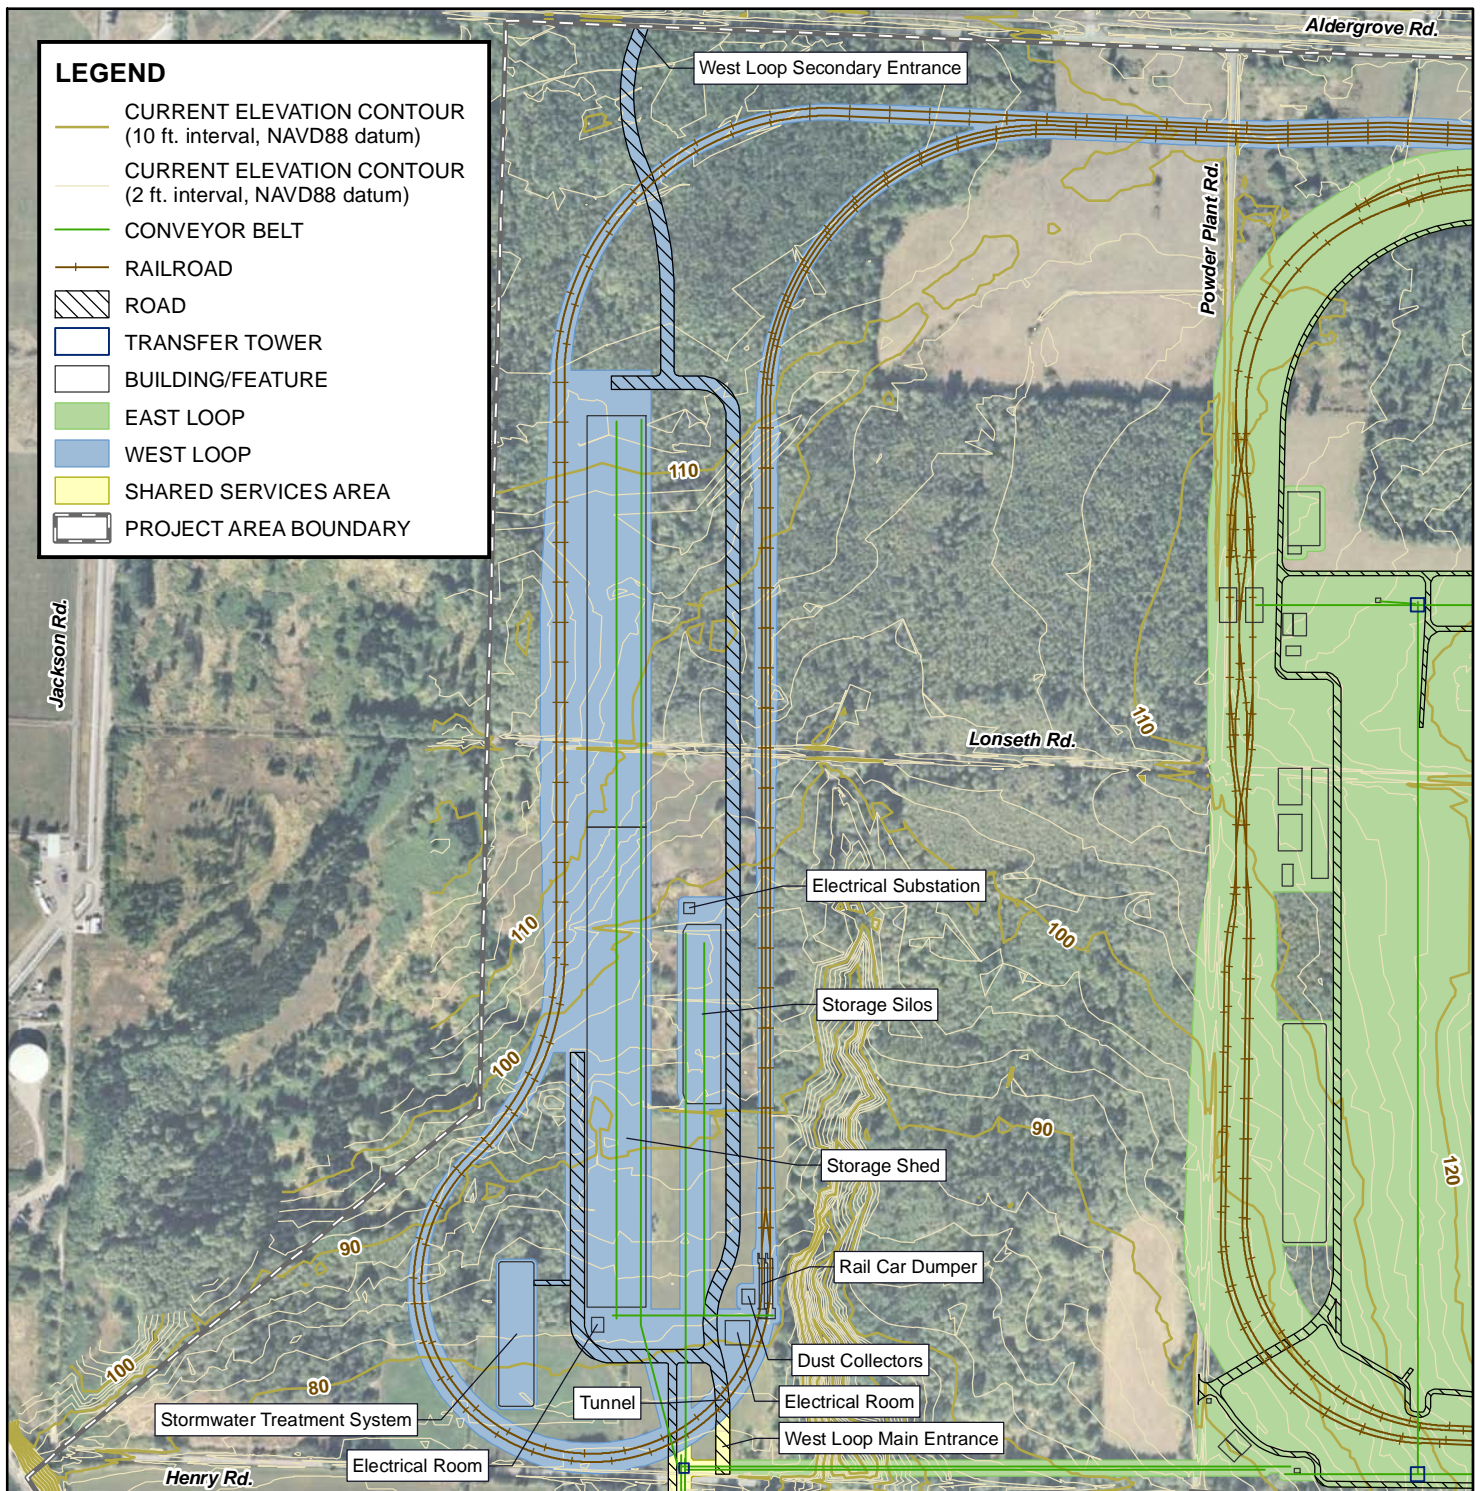 Aldergrove Rd.
West Loop Secondary Entrance
LEGEND
CURRENT ELEVATION CONTOUR
(10 ft. interval, NAVD88 datum)
CURRENT ELEVATION CONTOUR
(2 ft. interval, NAVD88 datum)
CONVEYOR BELT
RAILROAD
ROAD
TRANSFER TOWER
BUILDING/FEATURE
EAST LOOP
WEST LOOP
SHARED SERVICES AREA
PROJECT AREA BOUNDARY
Powder Plant Rd.
110
Jackson Rd.
110
Lonseth Rd.
Electrical Substation
110
100
Storage Silos
100
90
Storage Shed
120
90
Rail Car Dumper
Dust Collectors
100
80
Tunnel
Electrical Room
Stormwater Treatment System
West Loop Main Entrance
Electrical Room
Henry Rd.